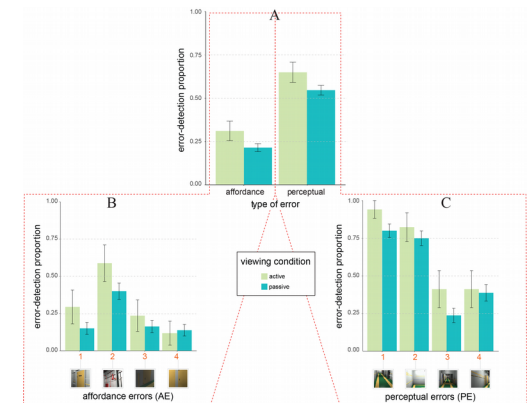 A
error-detection proportion
1.00
0.75
0.50
0.25
0.00
affordance
perceptual
type of error
B
error-detection proportion
1.00
0.75
0.50
0.25
0.00
1
2
3
4
affordance errors (AE)
viewing condition
active
passive
C
error-detection proportion
1.00
0.75
0.50
0.25
0.00
1
2
3
4
perceptual errors (PE)